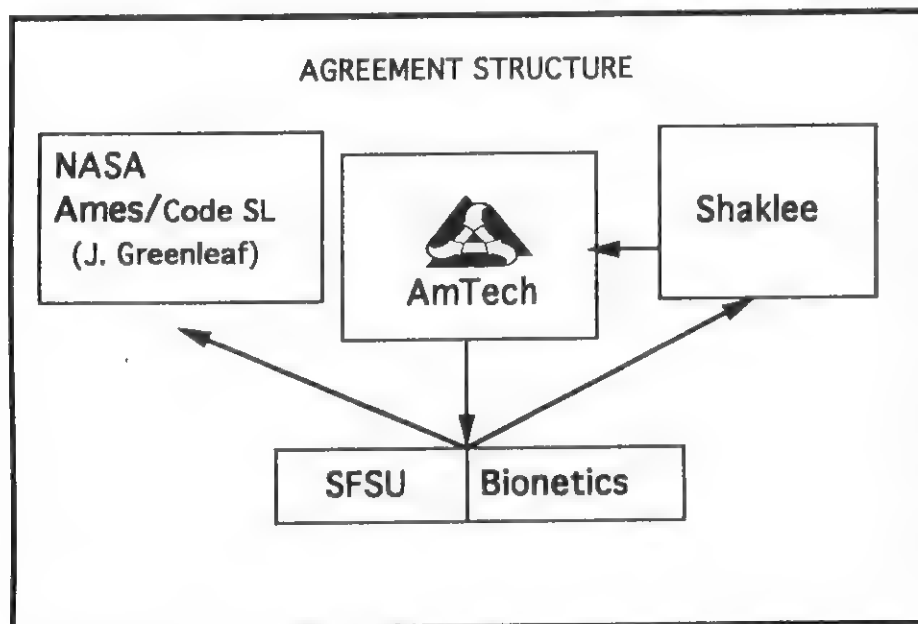 AGREEMENT STRUCTURE
NASA
Ames/Code SL
(J. Greenleaf)
AmTech
Shaklee
SFSU
Bionetics